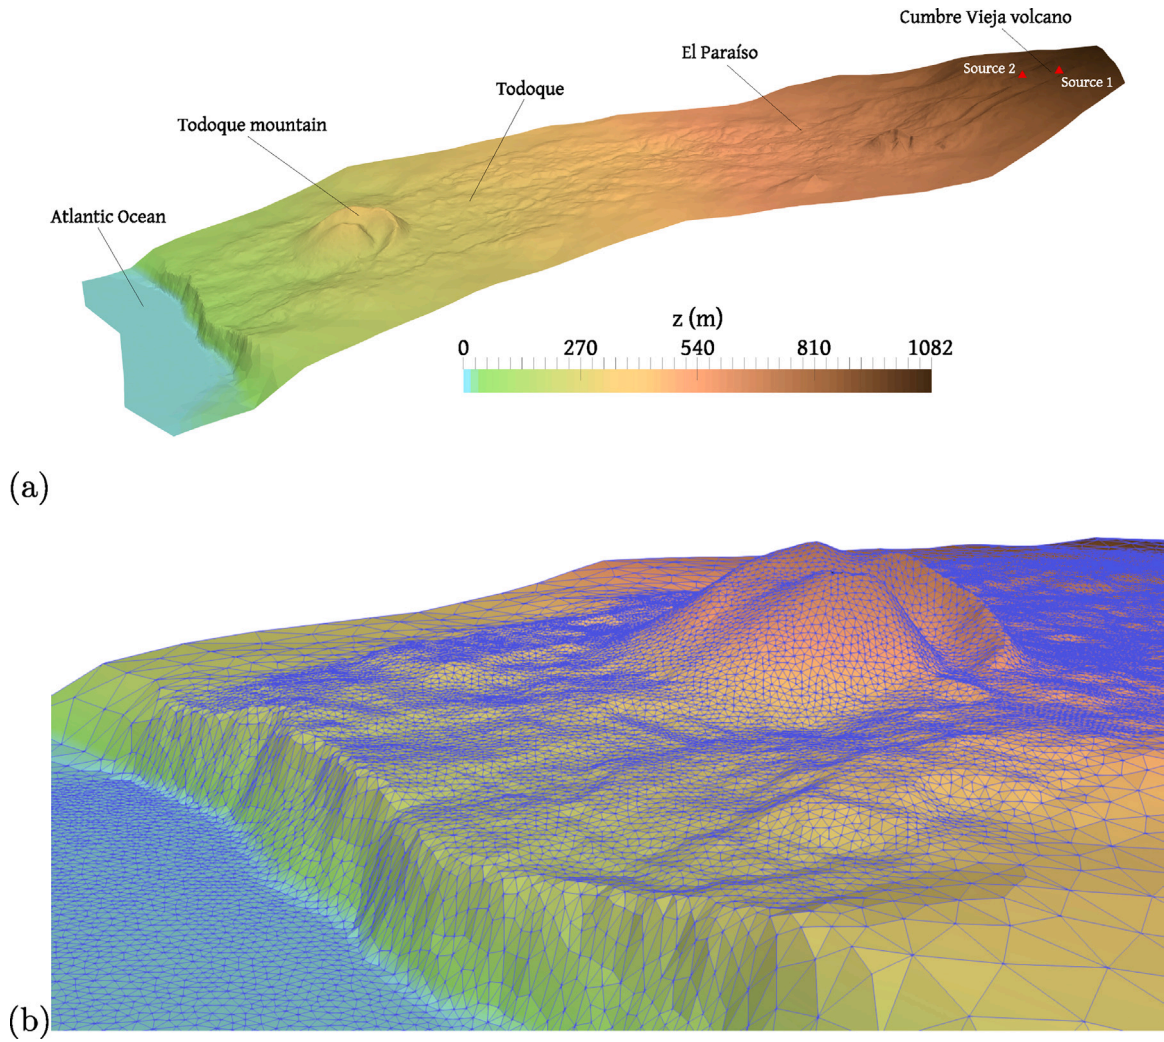 Cumbre Vieja volcano
El Paraíso
Source 2
Source 1
Todoque
Todoque mountain
Atlantic Ocean
z (m)
0 270 540 810 1082
(a)
(b)